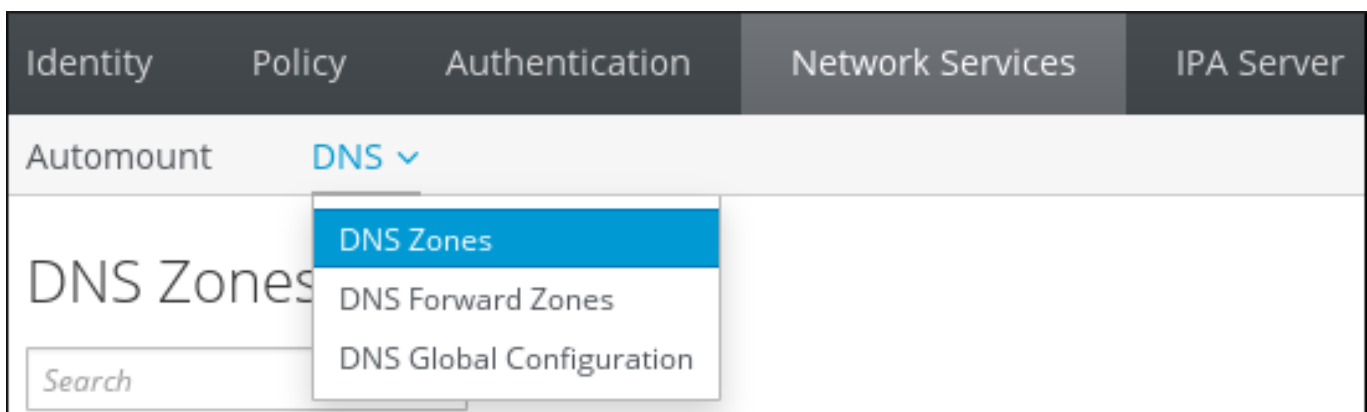 Identity Policy Authentication Network Services IPA Server
Automount DNS
DNS Zones
DNS Zones
DNS Forward Zones
DNS Global Configuration
Search